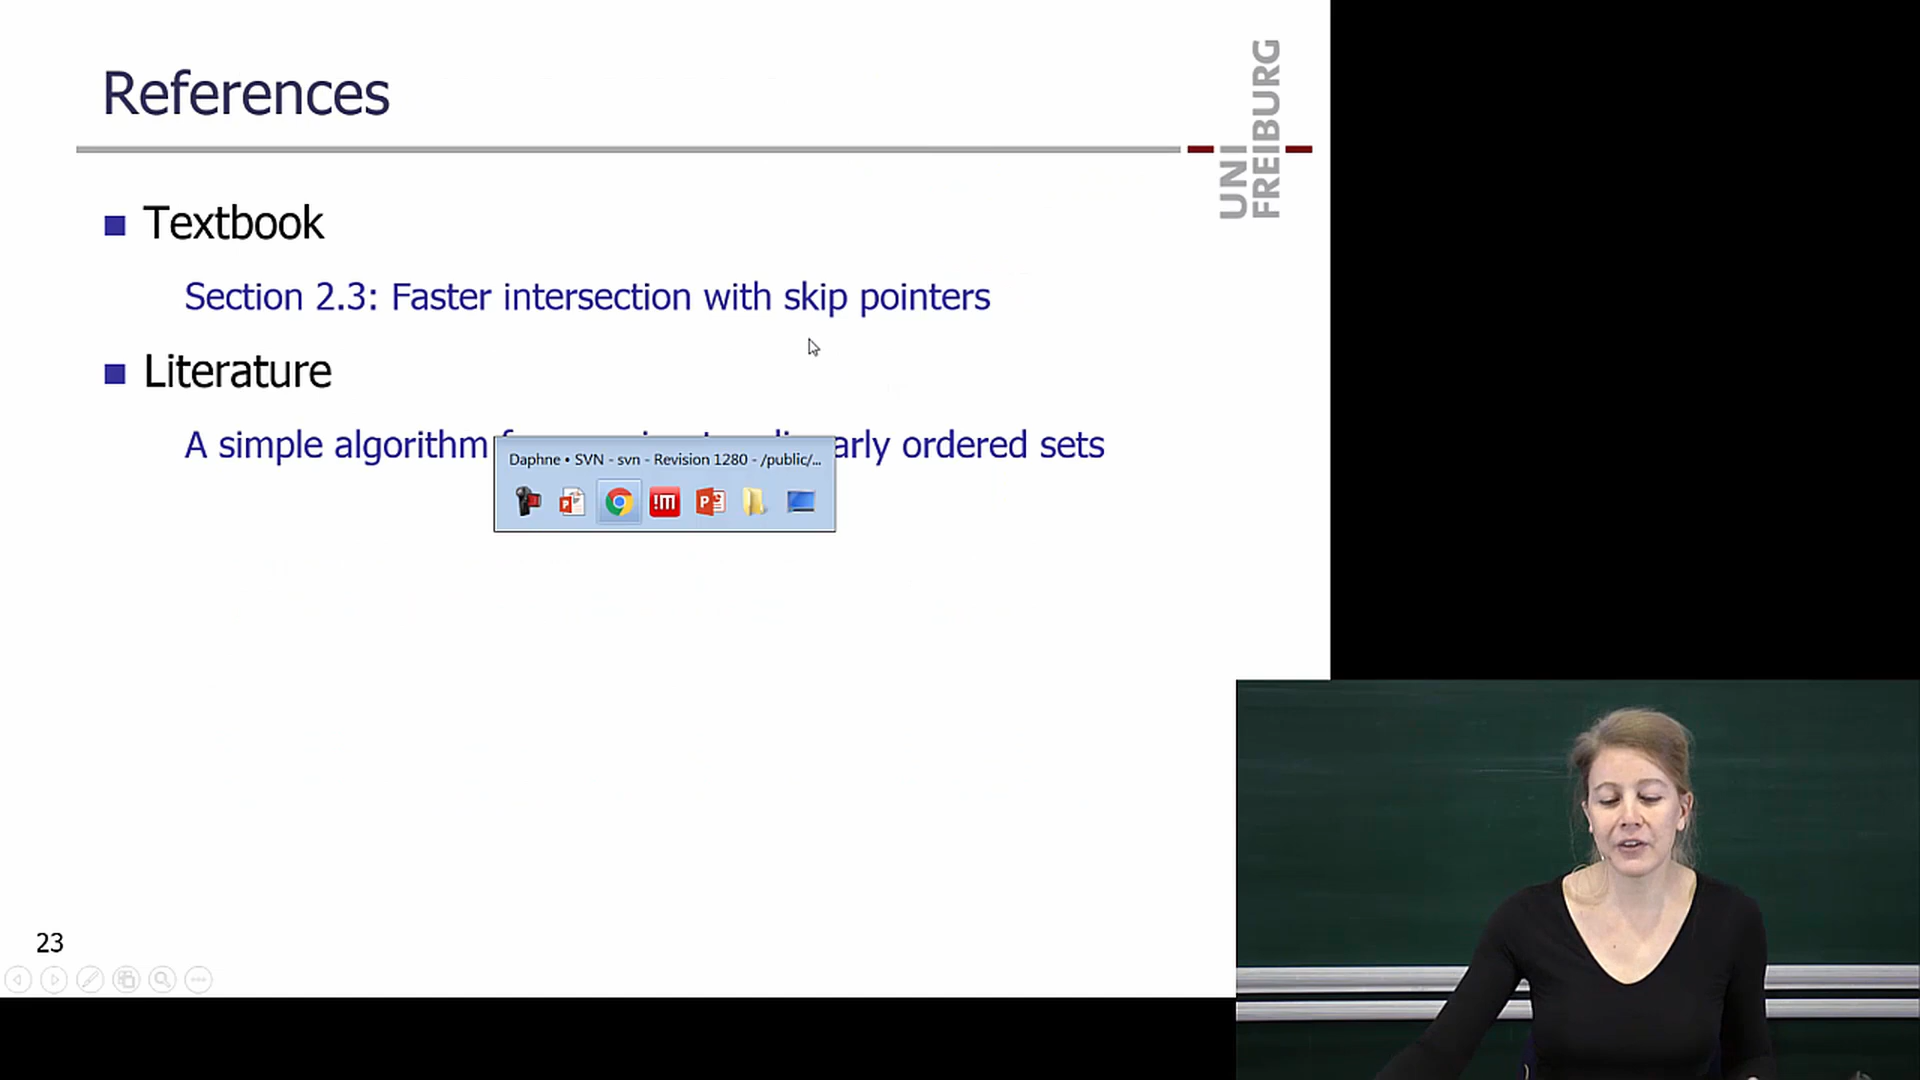 References
UNI
FREIBURG
Textbook
Section 2.3: Faster intersection with skip pointers
Literature
A simple algorithm ordered sets
Daphne • SVN - svn - Revision 1280 - /public/...
!m
P
P
23